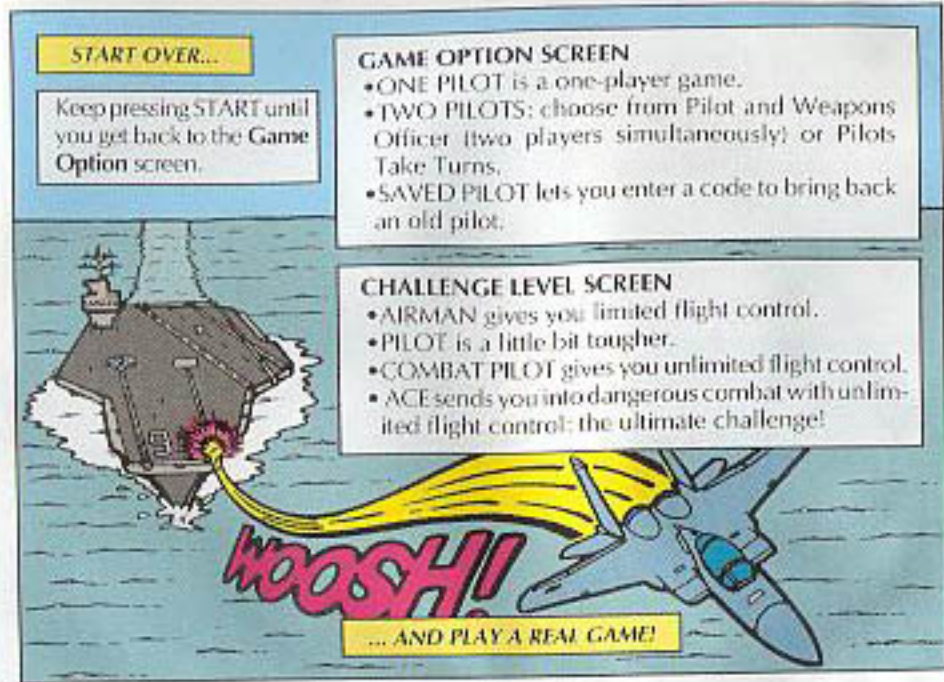 START OVER...
Keep pressing START until
you get back to the Game
Option screen.
GAME OPTION SCREEN
•ONE PILOT is a one-player game.
•TWO PILOTS: choose from Pilot and Weapons
Officer (two players simultaneously) or Pilots
Take Turns.
•SAVED PILOT lets you enter a code to bring back
an old pilot.
CHALLENGE LEVEL SCREEN
•AIRMAN gives you limited flight control.
•PILOT is a little bit tougher.
•COMBAT PILOT gives you unlimited flight control.
• ACE sends you into dangerous combat with unlim-
ited flight control: the ultimate challenge!
WOOSH!
... AND PLAY A REAL GAME!